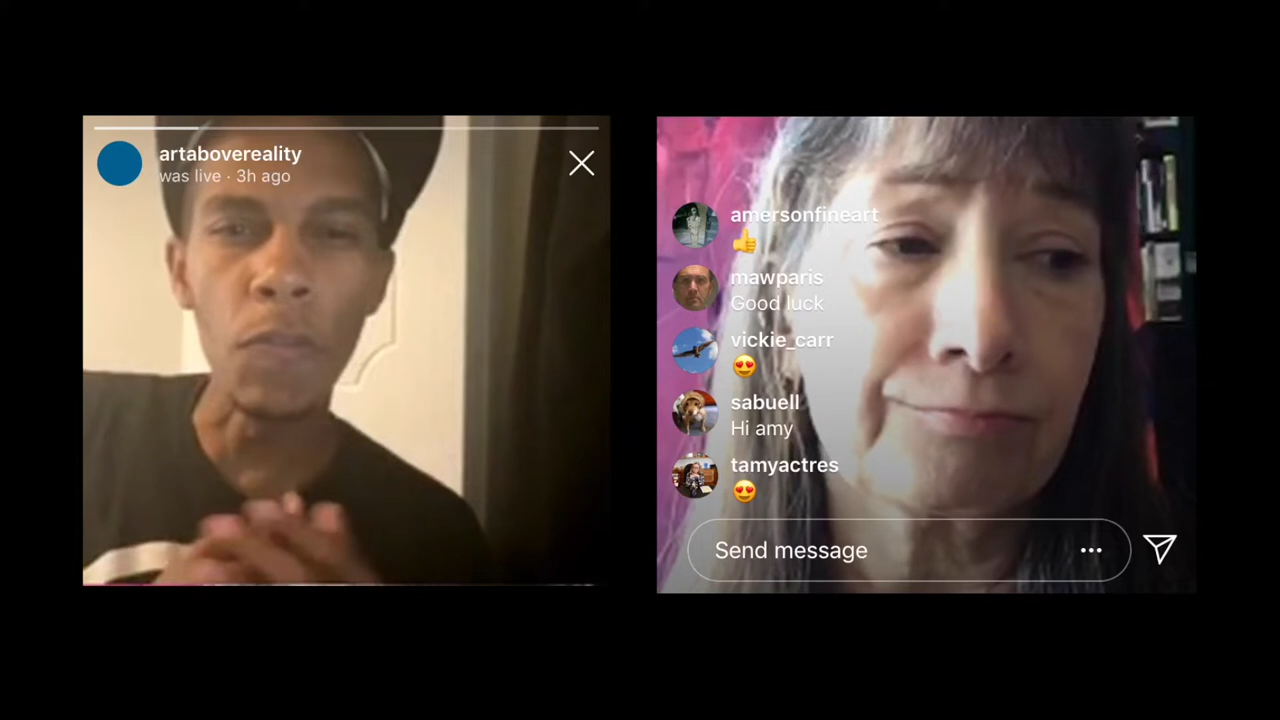 artabovereality
was live · 3h ago
amersonfineart
👍
mawparis
Good luck
vickie_carr
😍
sabuell
Hi amy
tamyactres
😍
Send message